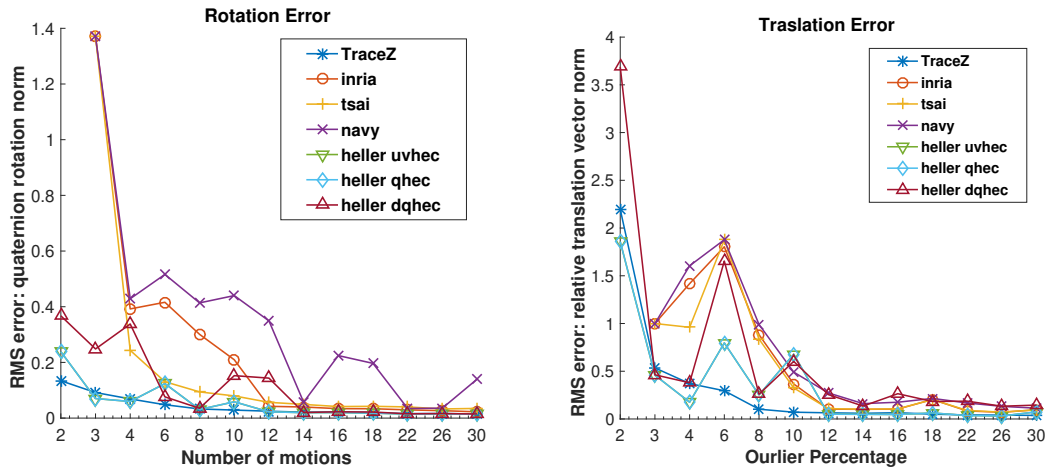 Rotation Error
RMS error: quaternion rotation norm
1.4
1.2
1
0.8
0.6
0.4
0.2
0
2 3 4 6 8 10 12 14 16 18 22 26 30
Number of motions
TraceZ
inria
tsai
navy
heller uvhec
heller qhec
heller dqhec
Traslation Error
RMS error: relative translation vector norm
4
3.5
3
2.5
2
1.5
1
0.5
0
2 3 4 6 8 10 12 14 16 18 22 26 30
Ourlier Percentage
TraceZ
inria
tsai
navy
heller uvhec
heller qhec
heller dqhec